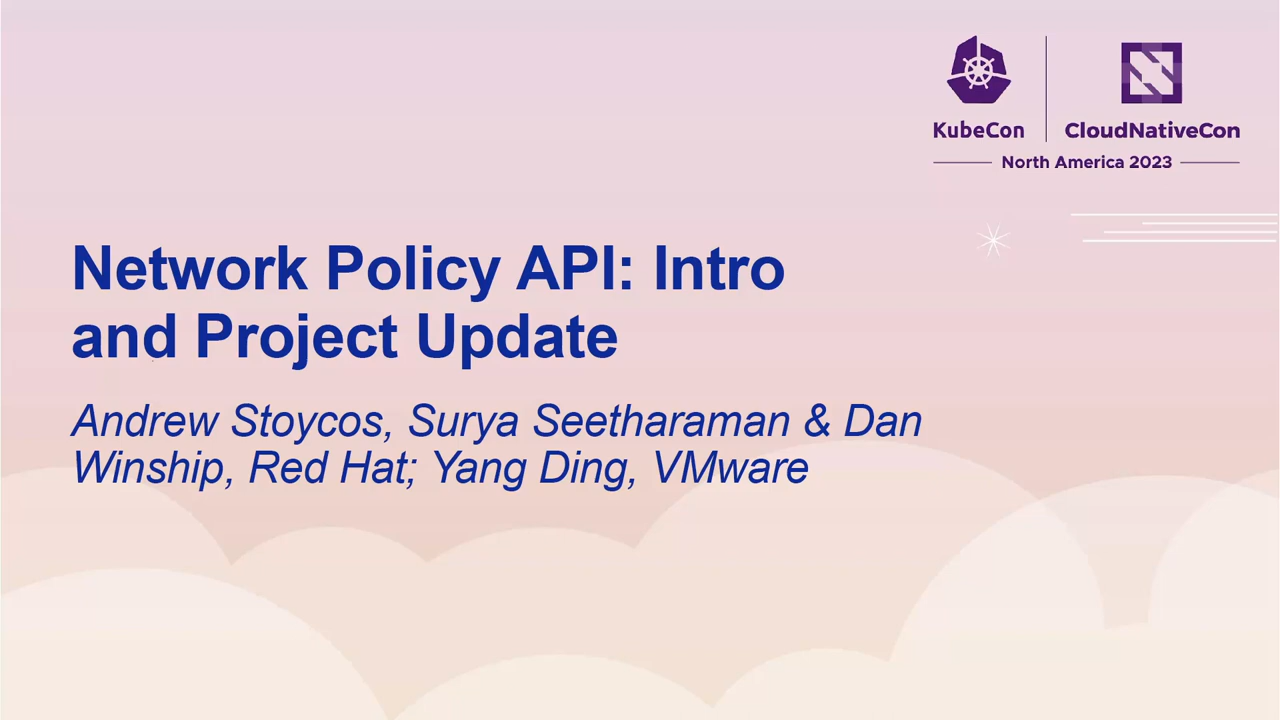 KubeCon
CloudNativeCon
North America 2023
Network Policy API: Intro
and Project Update
Andrew Stoycos, Surya Seetharaman & Dan
Winship, Red Hat; Yang Ding, VMware